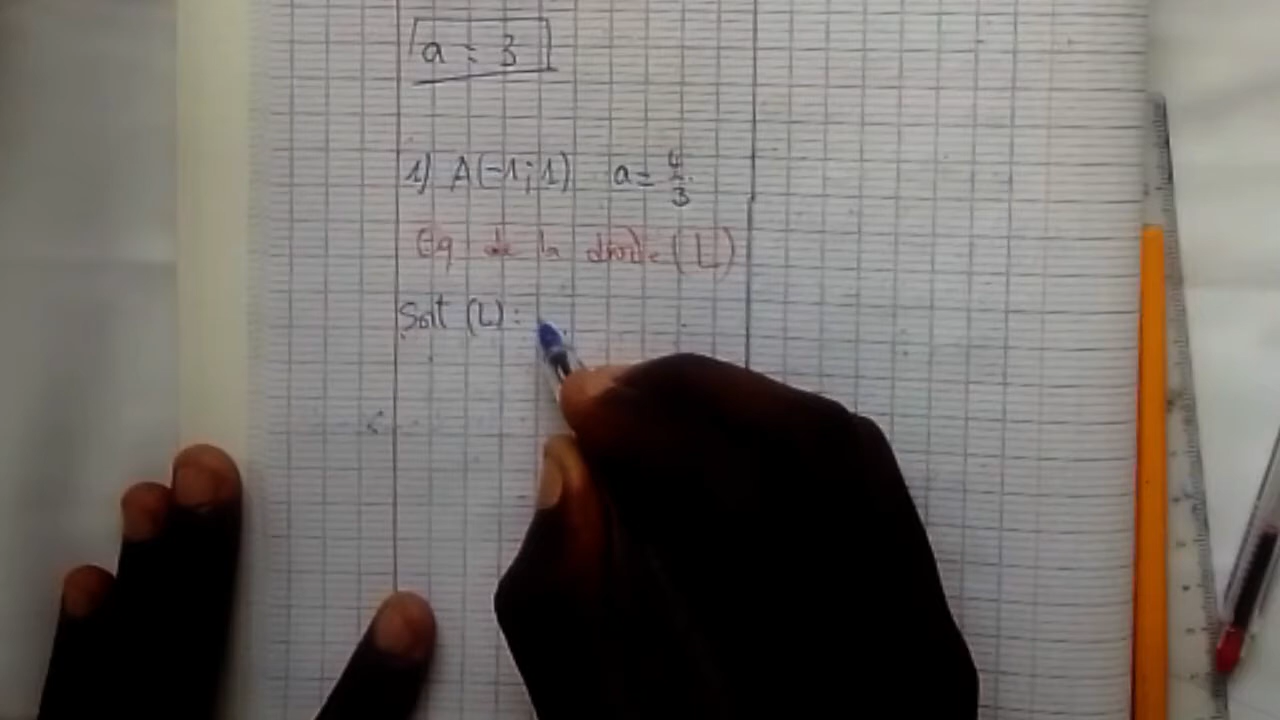 a = 3
1) A(-1; 1) a = 4/3
Eq de la droite (L)
Soit (L):